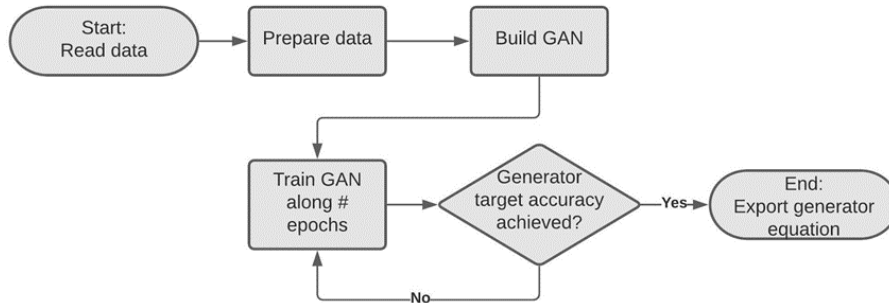 Start:
Read data
Prepare data
Build GAN
Train GAN
along #
epochs
Generator
target accuracy
achieved?
Yes
End:
Export generator
equation
No